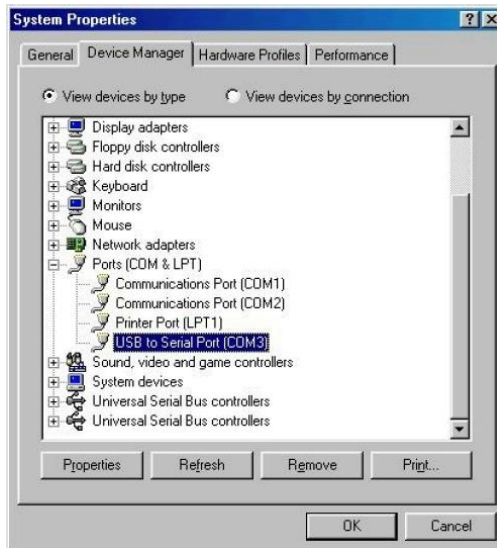 System Properties
General Device Manager Hardware Profiles Performance
View devices by type View devices by connection
Display adapters
Floppy disk controllers
Hard disk controllers
Keyboard
Monitors
Mouse
Network adapters
Ports (COM & LPT)
Communications Port (COM1)
Communications Port (COM2)
Printer Port (LPT1)
USB to Serial Port (COM3)
Sound, video and game controllers
System devices
Universal Serial Bus controllers
Universal Serial Bus controllers
Properties Refresh Remove Print...
OK Cancel